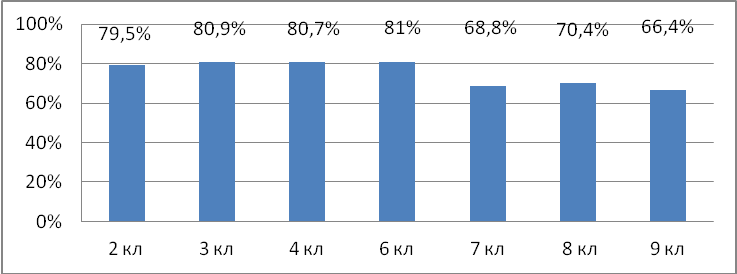 100%
80%
60%
40%
20%
0%
79,5%
80,9%
80,7%
81%
68,8%
70,4%
66,4%
2 кл
3 кл
4 кл
6 кл
7 кл
8 кл
9 кл